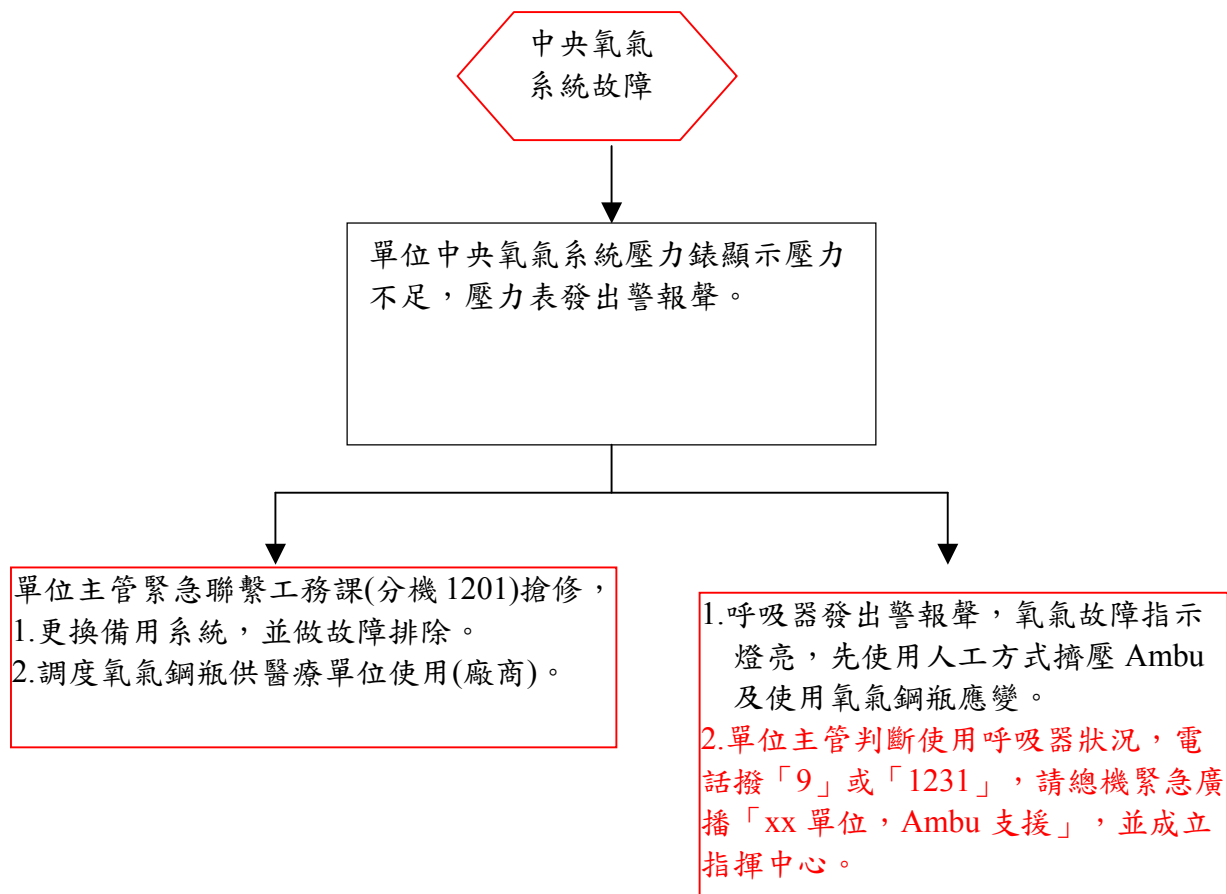 中央氧氣
系統故障
單位中央氧氣系統壓力錶顯示壓力
不足，壓力表發出警報聲。
單位主管緊急聯繫工務課(分機 1201)搶修，
1.更換備用系統，並做故障排除。
2.調度氧氣鋼瓶供醫療單位使用(廠商)。
1.呼吸器發出警報聲，氧氣故障指示
燈亮，先使用人工方式擠壓 Ambu
及使用氧氣鋼瓶應變。
2.單位主管判斷使用呼吸器狀況，電
話撥「9」或「1231」，請總機緊急廣
播「xx 單位，Ambu 支援」，並成立
指揮中心。